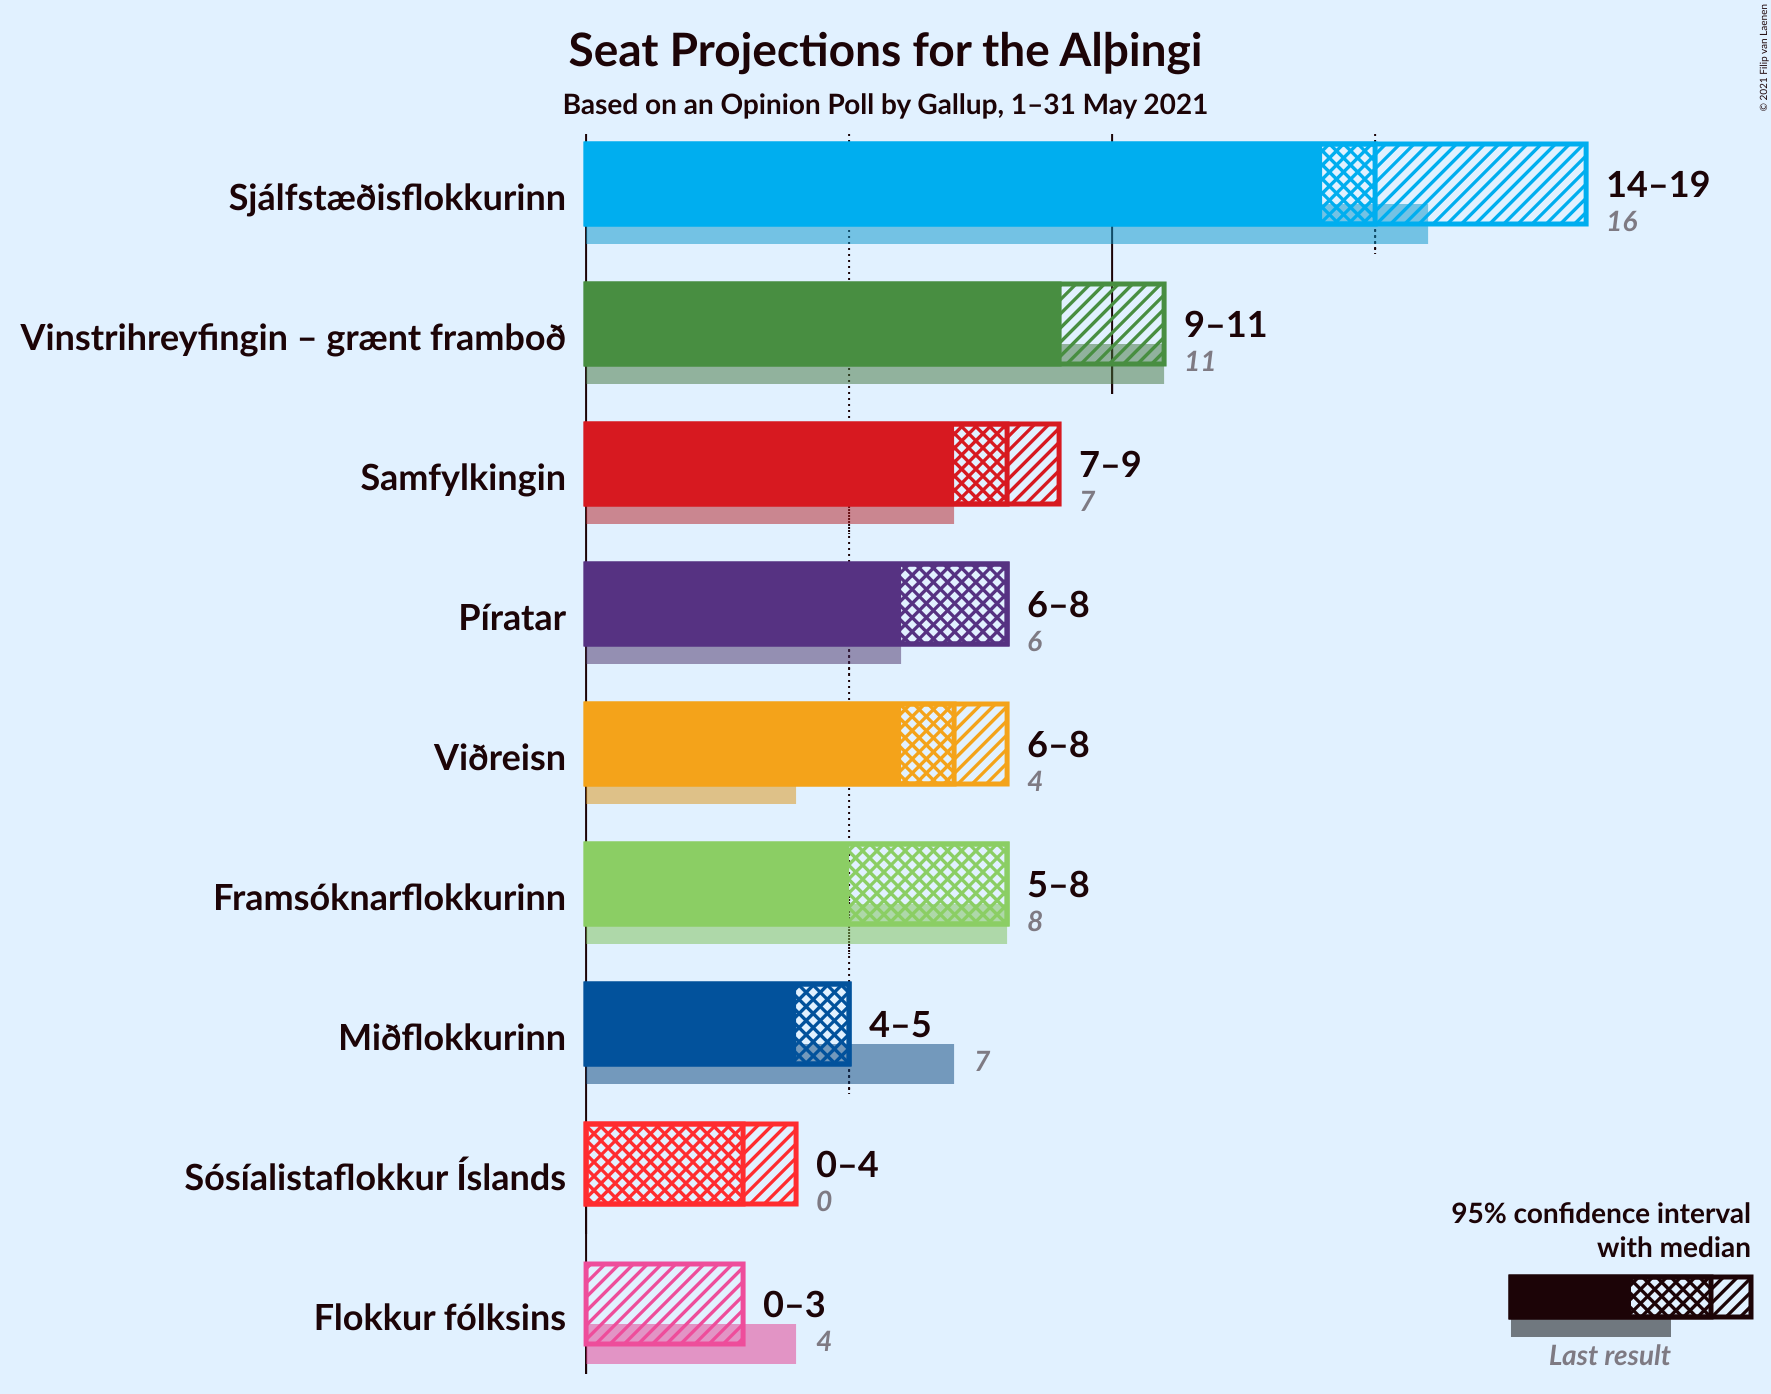 Seat Projections for the Alþingi
Based on an Opinion Poll by Gallup, 1–31 May 2021
© 2021 Filip van Laenen
Sjálfstæðisflokkurinn
14–19
16
Vinstrihreyfingin – grænt framboð
9–11
11
Samfylkingin
7–9
7
Píratar
6–8
6
Viðreisn
6–8
4
Framsóknarflokkurinn
5–8
8
Miðflokkurinn
4–5
7
Sósíalistaflokkur Íslands
0–4
0
Flokkur fólksins
0–3
4
95% confidence interval
with median
Last result